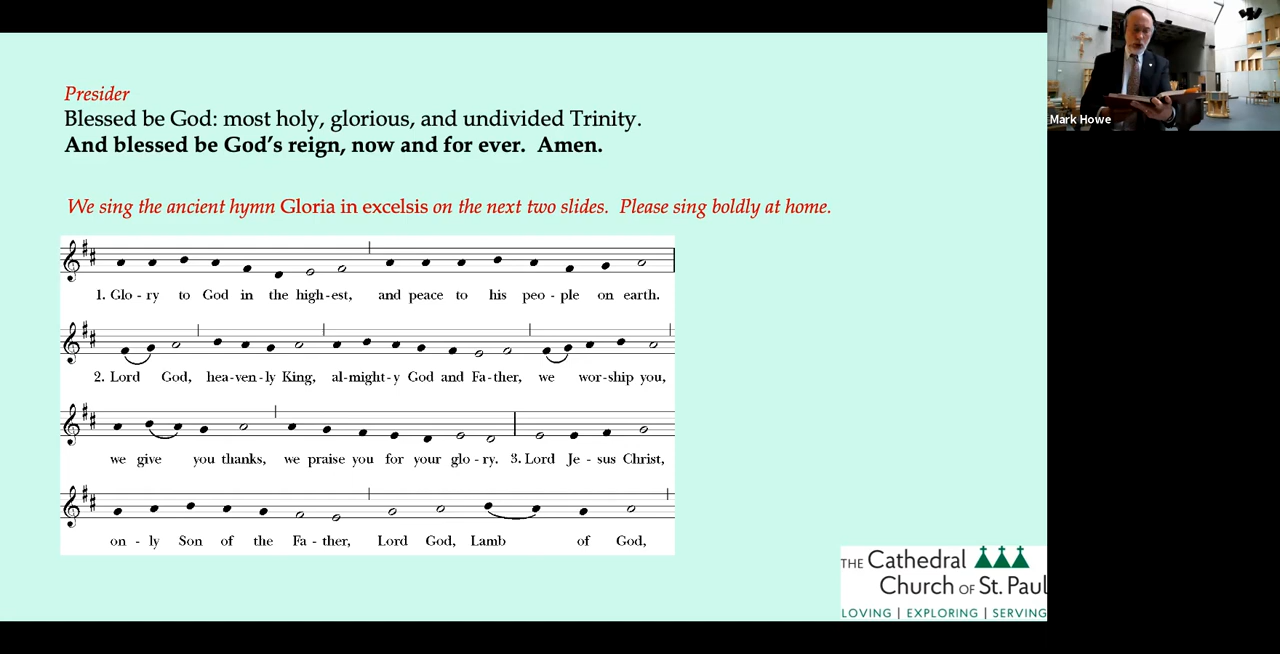 Presider
Blessed be God: most holy, glorious, and undivided Trinity.
And blessed be God's reign, now and for ever. Amen.
We sing the ancient hymn Gloria in excelsis on the next two slides. Please sing boldly at home.
1. Glo - ry to God in the high - est, and peace to his peo - ple on earth.
2. Lord God, hea - ven - ly King, al - might - y God and Fa - ther, we wor - ship you,
we give you thanks, we praise you for your glo - ry. 3. Lord Je - sus Christ,
on - ly Son of the Fa - ther, Lord God, Lamb of God,
Mark Howe
THE Cathedral
Church OF St. Paul
LOVING | EXPLORING | SERVING